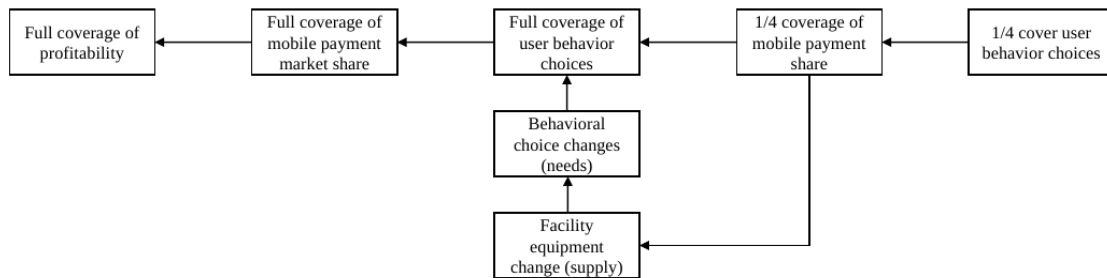 Full coverage of
profitability
Full coverage of
mobile payment
market share
Full coverage of
user behavior
choices
1/4 coverage of
mobile payment
share
1/4 cover user
behavior choices
Behavioral
choice changes
(needs)
Facility
equipment
change (supply)